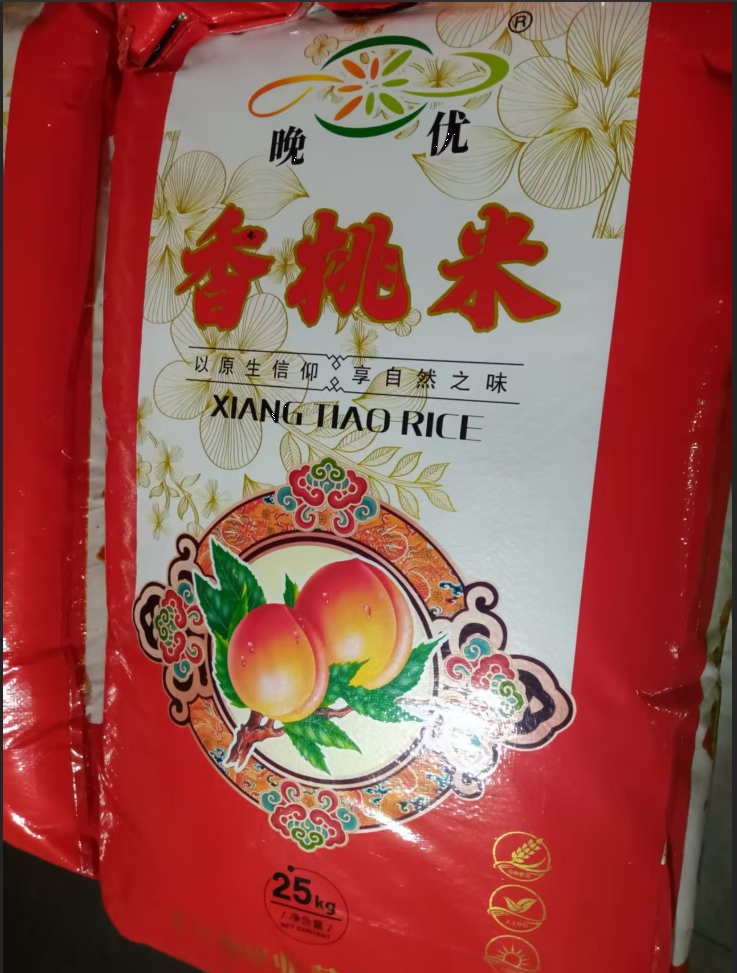 ®
晚 优
香桃米
以原生信仰 享自然之味
XIANG TIAO RICE
25kg
净含量
NET CONTENT